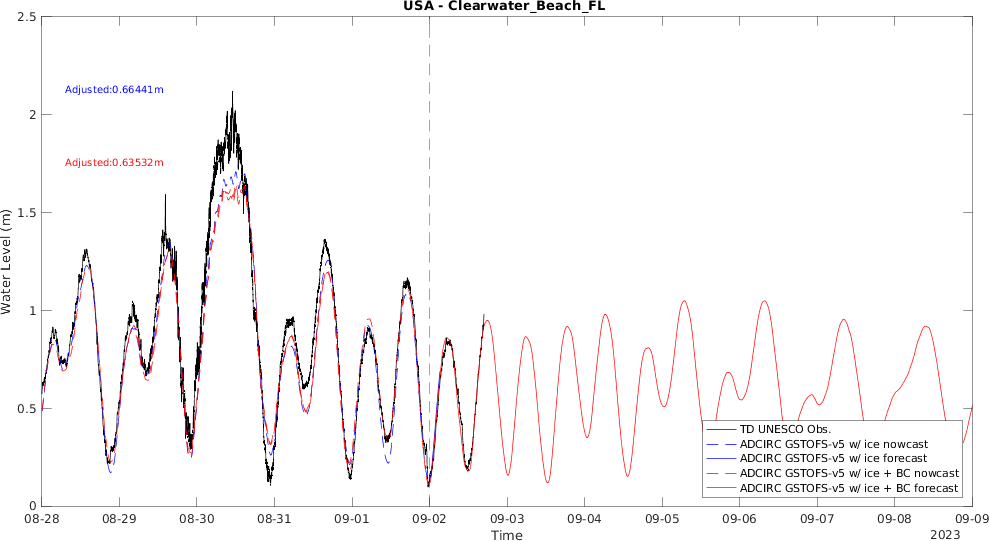 USA - Clearwater_Beach_FL
2.5
Adjusted:0.66441m
2
Adjusted:0.63532m
1.5
Water Level (m)
1
0.5
TD UNESCO Obs.
ADCIRC GSTOFS-v5 w/ ice nowcast
ADCIRC GSTOFS-v5 w/ ice forecast
ADCIRC GSTOFS-v5 w/ ice + BC nowcast
ADCIRC GSTOFS-v5 w/ ice + BC forecast
0
08-28 08-29 08-30 08-31 09-01 09-02 09-03 09-04 09-05 09-06 09-07 09-08 09-09
Time
2023